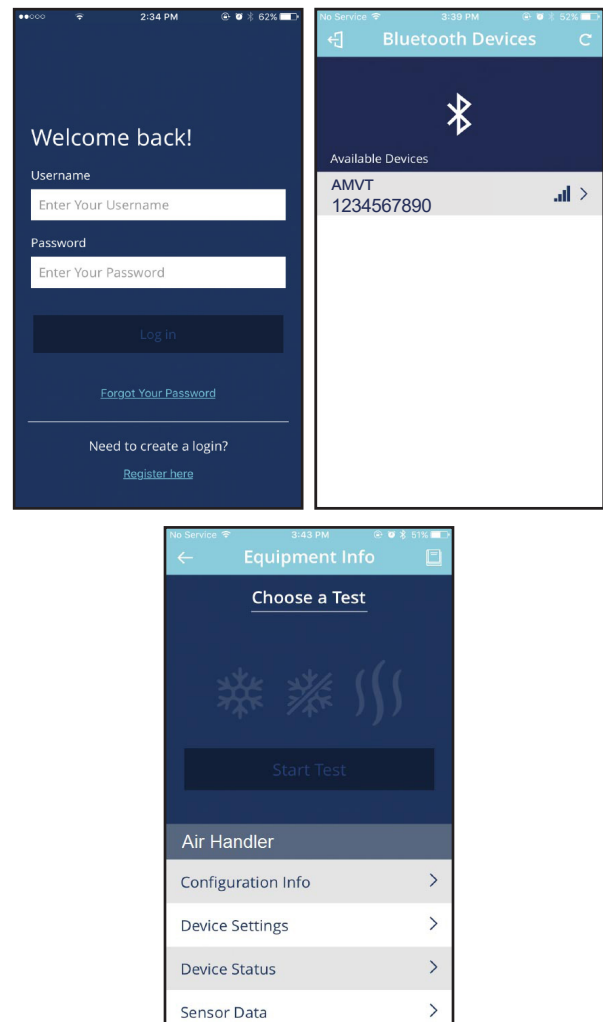 2:34 PM
62%
Welcome back!
Username
Enter Your Username
Password
Enter Your Password
Log in
Forgot Your Password
Need to create a login?
Register here
No Service 3:39 PM 52%
Bluetooth Devices
Available Devices
AMVT
1234567890
No Service 3:43 PM 51%
Equipment Info
Choose a Test
Start Test
Air Handler
Configuration Info
Device Settings
Device Status
Sensor Data